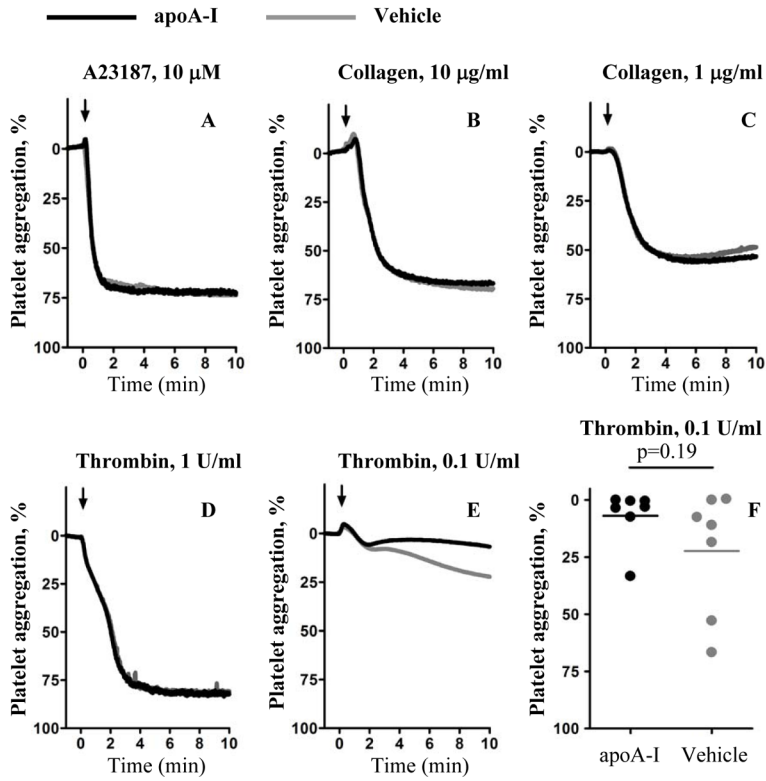 apoA-I Vehicle
A23187, 10 μM
A
Platelet aggregation, %
0
25
50
75
100
0 2 4 6 8 10
Time (min)
Collagen, 10 μg/ml
B
Platelet aggregation, %
0
25
50
75
100
0 2 4 6 8 10
Time (min)
Collagen, 1 μg/ml
C
Platelet aggregation, %
0
25
50
75
100
0 2 4 6 8 10
Time (min)
Thrombin, 1 U/ml
D
Platelet aggregation, %
0
25
50
75
100
0 2 4 6 8 10
Time (min)
Thrombin, 0.1 U/ml
E
Platelet aggregation, %
0
25
50
75
100
0 2 4 6 8 10
Time (min)
Thrombin, 0.1 U/ml
p=0.19
F
Platelet aggregation, %
0
25
50
75
100
apoA-I Vehicle